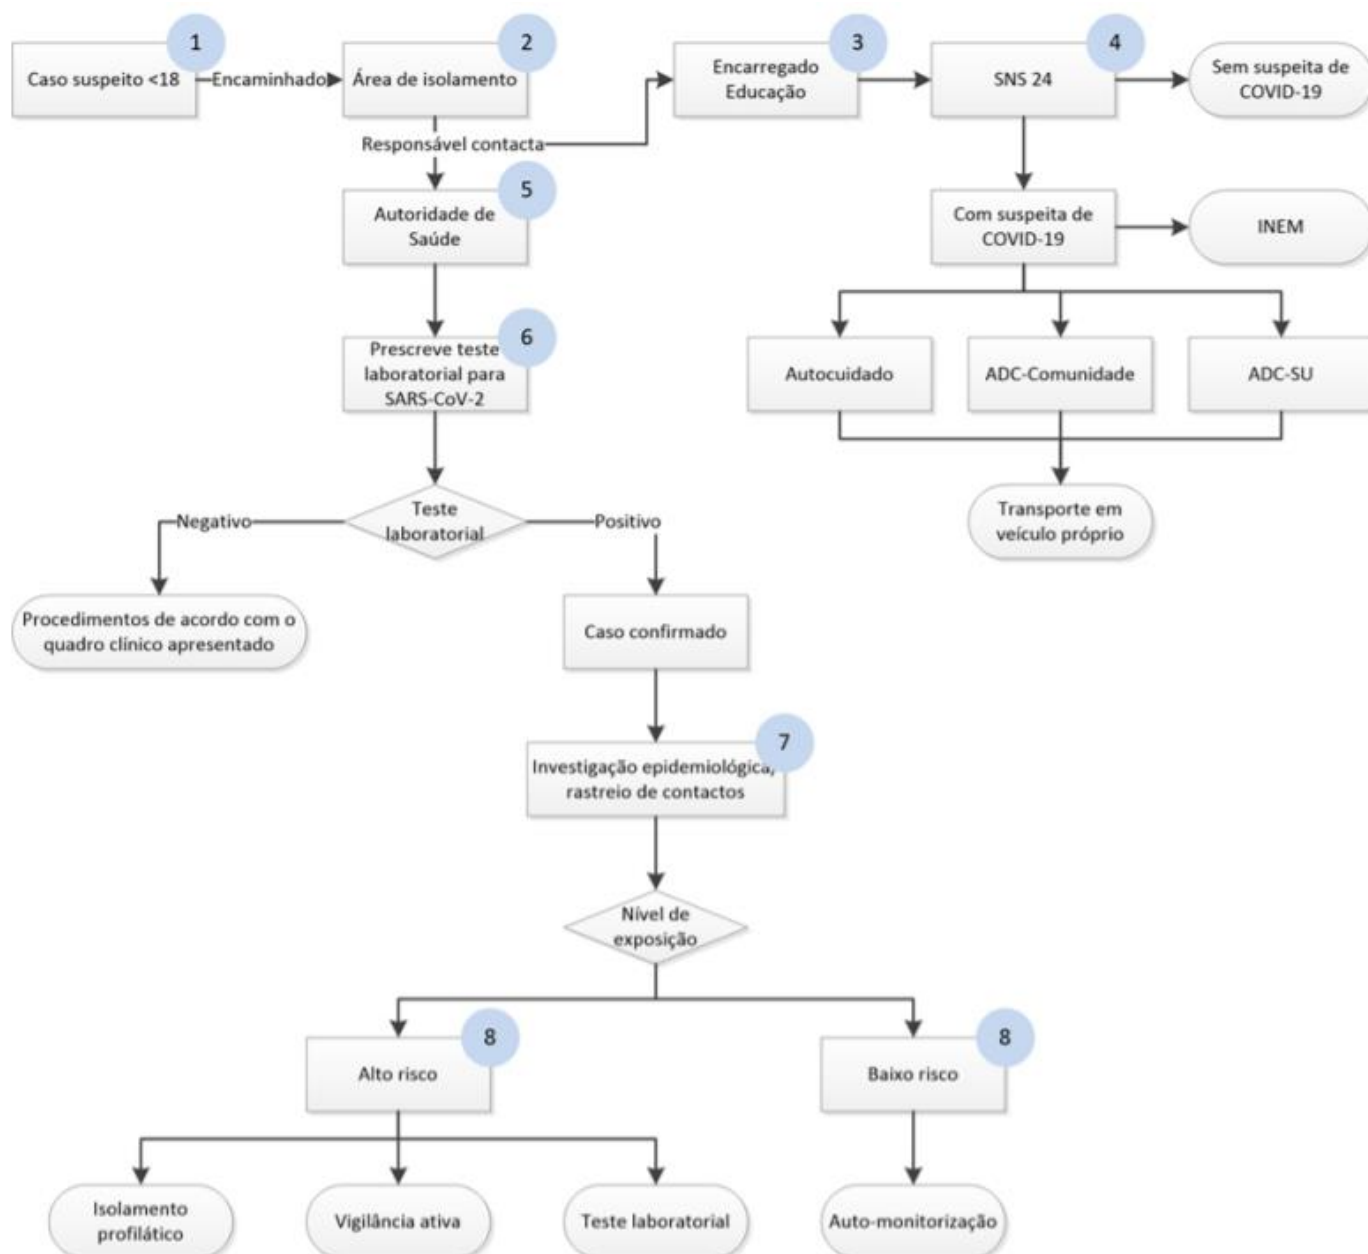 1
Caso suspeito <18
Encaminhado
2
Área de isolamento
3
Encarregado
Educação
4
SNS 24
Sem suspeita de
COVID-19
Responsável contacta
5
Autoridade de
Saúde
Com suspeita de
COVID-19
INEM
6
Prescreve teste
laboratorial para
SARS-CoV-2
Autocuidado
ADC-Comunidade
ADC-SU
Transporte em
veículo próprio
Teste
laboratorial
Negativo
Positivo
Procedimentos de acordo com o
quadro clínico apresentado
Caso confirmado
7
Investigação epidemiológica,
rastreio de contactos
Nível de
exposição
8
Alto risco
8
Baixo risco
Isolamento
profilático
Vigilância ativa
Teste laboratorial
Auto-monitorização